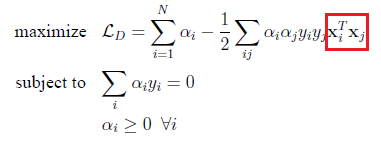 maximize L_D = ∑_{i=1}^{N} α_i − 1/2 ∑_{ij} α_i α_j y_i y_j x_i^T x_j
subject to ∑_i α_i y_i = 0
α_i ≥ 0 ∀i